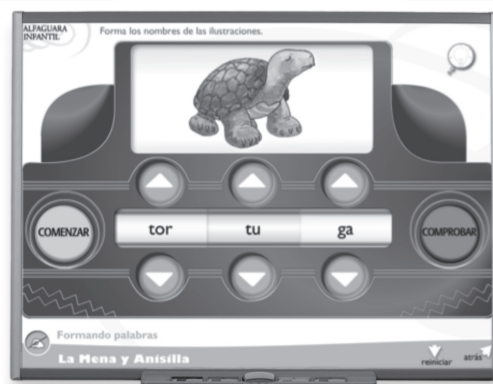 ALFAGUARA
INFANTIL
Forma los nombres de las ilustraciones.
COMENZAR
tor tu ga
COMPROBAR
Formando palabras
La Mena y Anisilla
reiniciar atrás